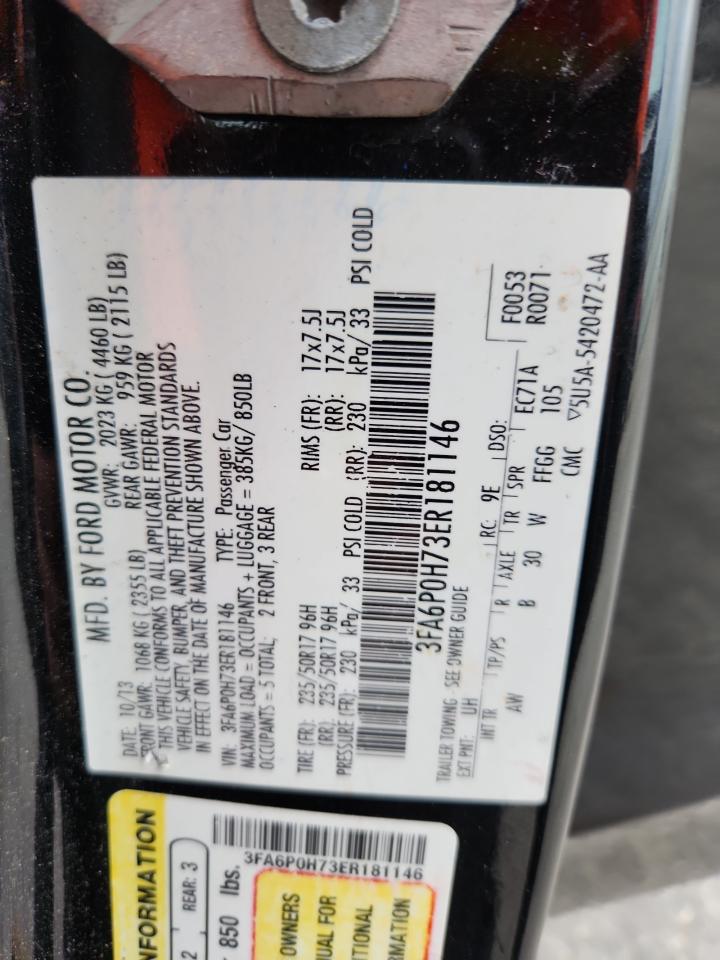 MFD. BY FORD MOTOR CO.
DATE: 10/13 GVWR: 2023 KG ( 4460 LB)
FRONT GAWR: 1068 KG ( 2355 LB) REAR GAWR: 959 KG ( 2115 LB)
THIS VEHICLE CONFORMS TO ALL APPLICABLE FEDERAL MOTOR
VEHICLE SAFETY, BUMPER, AND THEFT PREVENTION STANDARDS
IN EFFECT ON THE DATE OF MANUFACTURE SHOWN ABOVE.
VIN: 3FA6P0H73ER181146 TYPE: Passenger Car
MAXIMUM LOAD = OCCUPANTS + LUGGAGE = 385KG/ 850LB
OCCUPANTS = 5 TOTAL: 2 FRONT, 3 REAR
TIRE (FR): 235/50R17 96H RIMS (FR): 17x7.5J
(RR): 235/50R17 96H (RR): 17x7.5J
PRESSURE (FR): 230 kPa/ 33 PSI COLD (RR): 230 kPa/ 33 PSI COLD
3FA6P0H73ER181146
TRAILER TOWING - SEE OWNER GUIDE
EXT PNT: UH RC: 9E DSO: F0053
INT TR TP/PS R AXLE TR SPR EC71A R0071
AW B 30 W FFGG 105
CMC ▽5U5A-5420472-AA
NFORMATION
2 REAR: 3
850 lbs.
3FA6P0H73ER181146
OWNERS
UAL FOR
TIONAL
RMATION